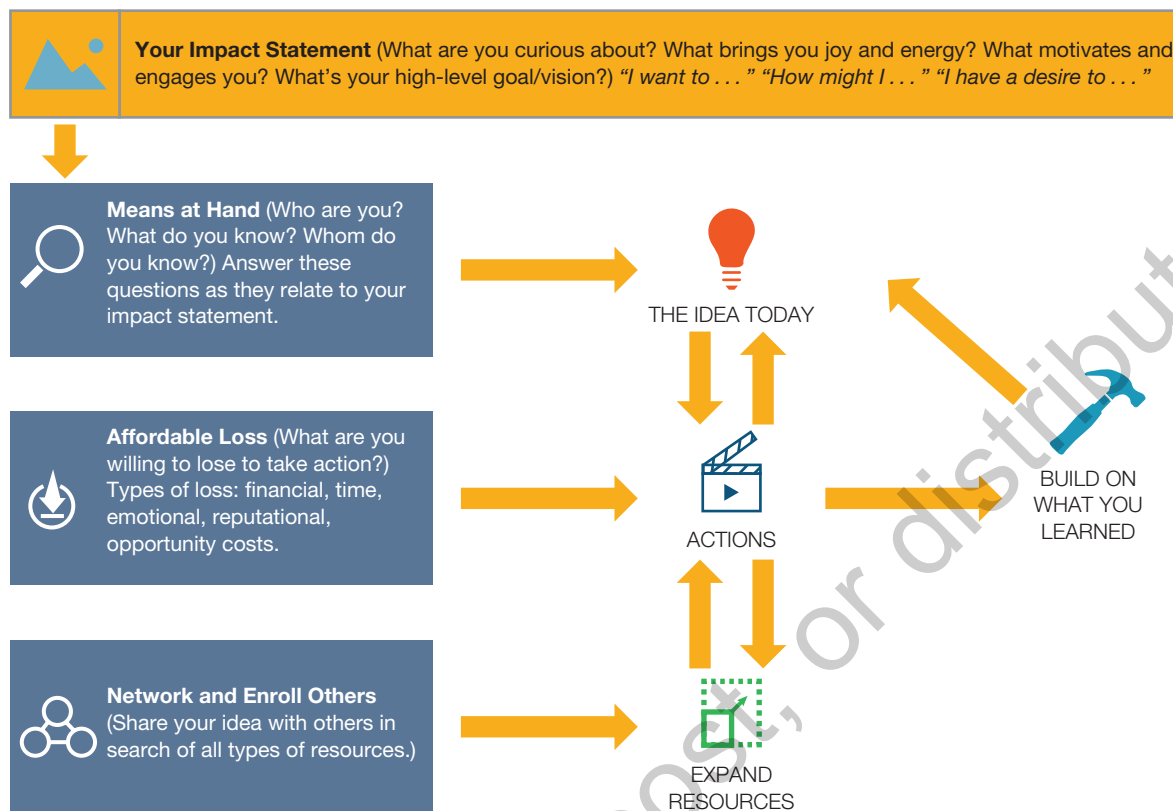 Your Impact Statement (What are you curious about? What brings you joy and energy? What motivates and
engages you? What's your high-level goal/vision?) “I want to . . . ” “How might I . . . ” “I have a desire to . . . ”
Means at Hand (Who are you?
What do you know? Whom do
you know?) Answer these
questions as they relate to your
impact statement.
THE IDEA TODAY
Affordable Loss (What are you
willing to lose to take action?)
Types of loss: financial, time,
emotional, reputational,
opportunity costs.
ACTIONS
BUILD ON
WHAT YOU
LEARNED
Network and Enroll Others
(Share your idea with others in
search of all types of resources.)
EXPAND
RESOURCES
or